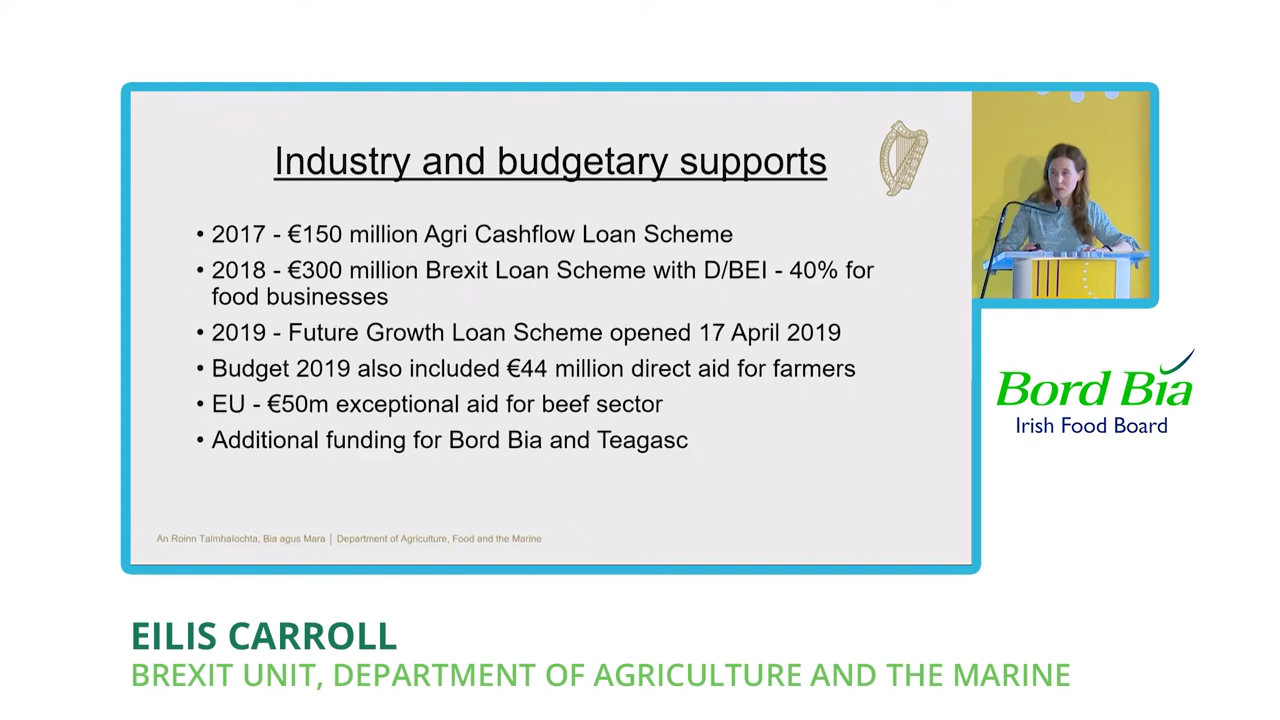 Industry and budgetary supports
• 2017 - €150 million Agri Cashflow Loan Scheme
• 2018 - €300 million Brexit Loan Scheme with D/BEI - 40% for
food businesses
• 2019 - Future Growth Loan Scheme opened 17 April 2019
• Budget 2019 also included €44 million direct aid for farmers
• EU - €50m exceptional aid for beef sector
• Additional funding for Bord Bia and Teagasc
An Roinn Talmhaíochta, Bia agus Mara | Department of Agriculture, Food and the Marine
Bord Bia
Irish Food Board
EILIS CARROLL
BREXIT UNIT, DEPARTMENT OF AGRICULTURE AND THE MARINE